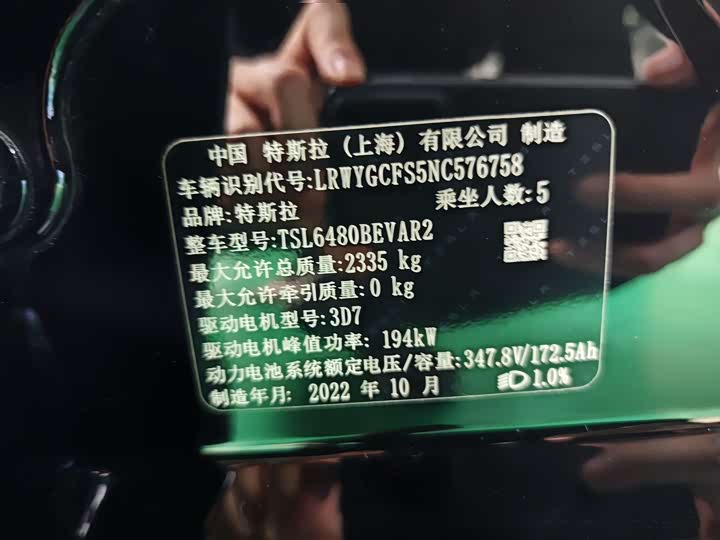 中国 特斯拉（上海）有限公司 制造
车辆识别代号:LRWYGCFS5NC576758
品牌:特斯拉 乘坐人数:5
整车型号:TSL6480BEVAR2
最大允许总质量:2335 kg
最大允许牵引质量:0 kg
驱动电机型号:3D7
驱动电机峰值功率: 194kW
动力电池系统额定电压/容量:347.8V/172.5Ah
制造年月: 2022 年 10 月 1.0%